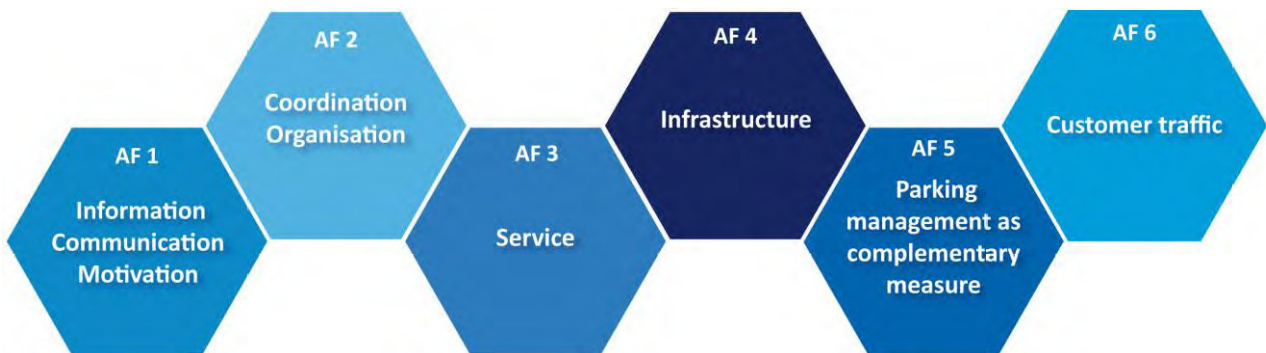 AF 1
Information
Communication
Motivation
AF 2
Coordination
Organisation
AF 3
Service
AF 4
Infrastructure
AF 5
Parking
management as
complementary
measure
AF 6
Customer traffic